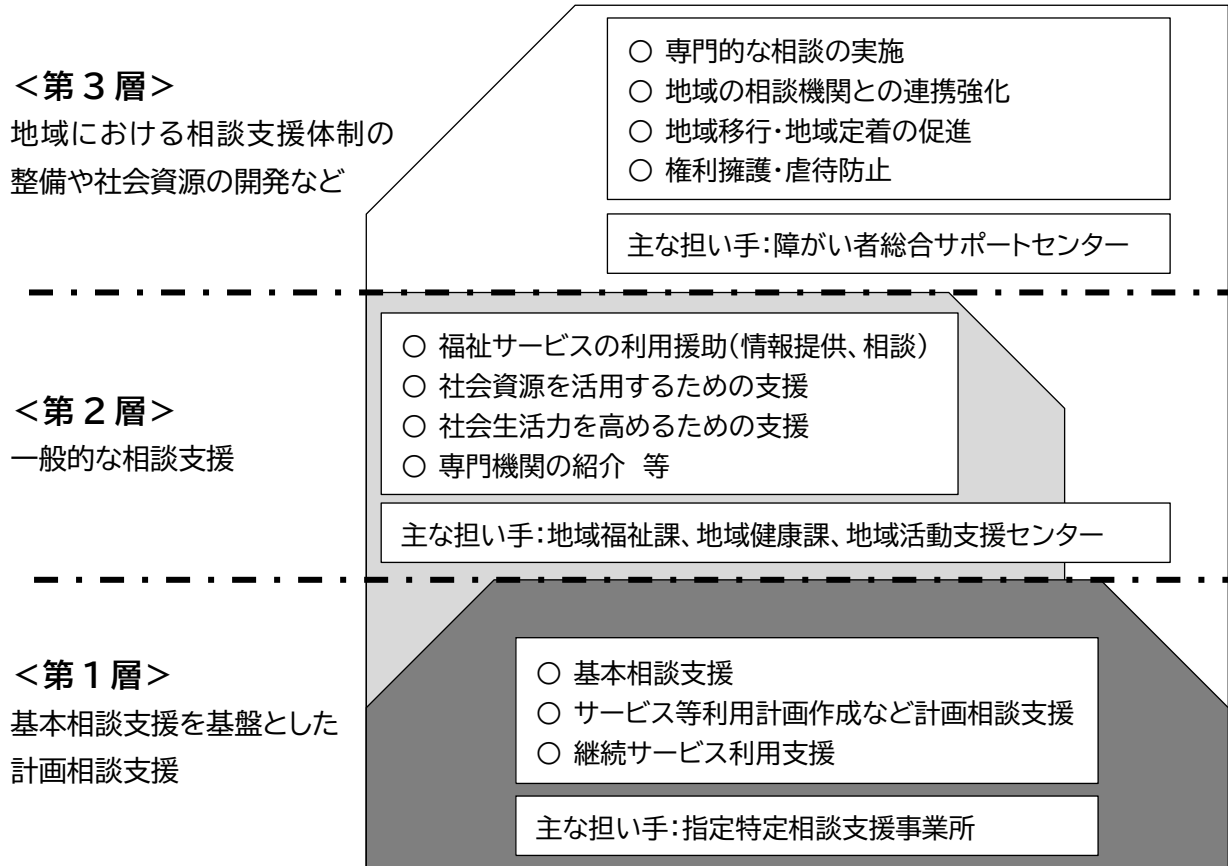 ＜第３層＞
地域における相談支援体制の
整備や社会資源の開発など
○ 専門的な相談の実施
○ 地域の相談機関との連携強化
○ 地域移行・地域定着の促進
○ 権利擁護・虐待防止
主な担い手：障がい者総合サポートセンター
＜第２層＞
一般的な相談支援
○ 福祉サービスの利用援助（情報提供、相談）
○ 社会資源を活用するための支援
○ 社会生活力を高めるための支援
○ 専門機関の紹介　等
主な担い手：地域福祉課、地域健康課、地域活動支援センター
＜第１層＞
基本相談支援を基盤とした
計画相談支援
○ 基本相談支援
○ サービス等利用計画作成など計画相談支援
○ 継続サービス利用支援
主な担い手：指定特定相談支援事業所